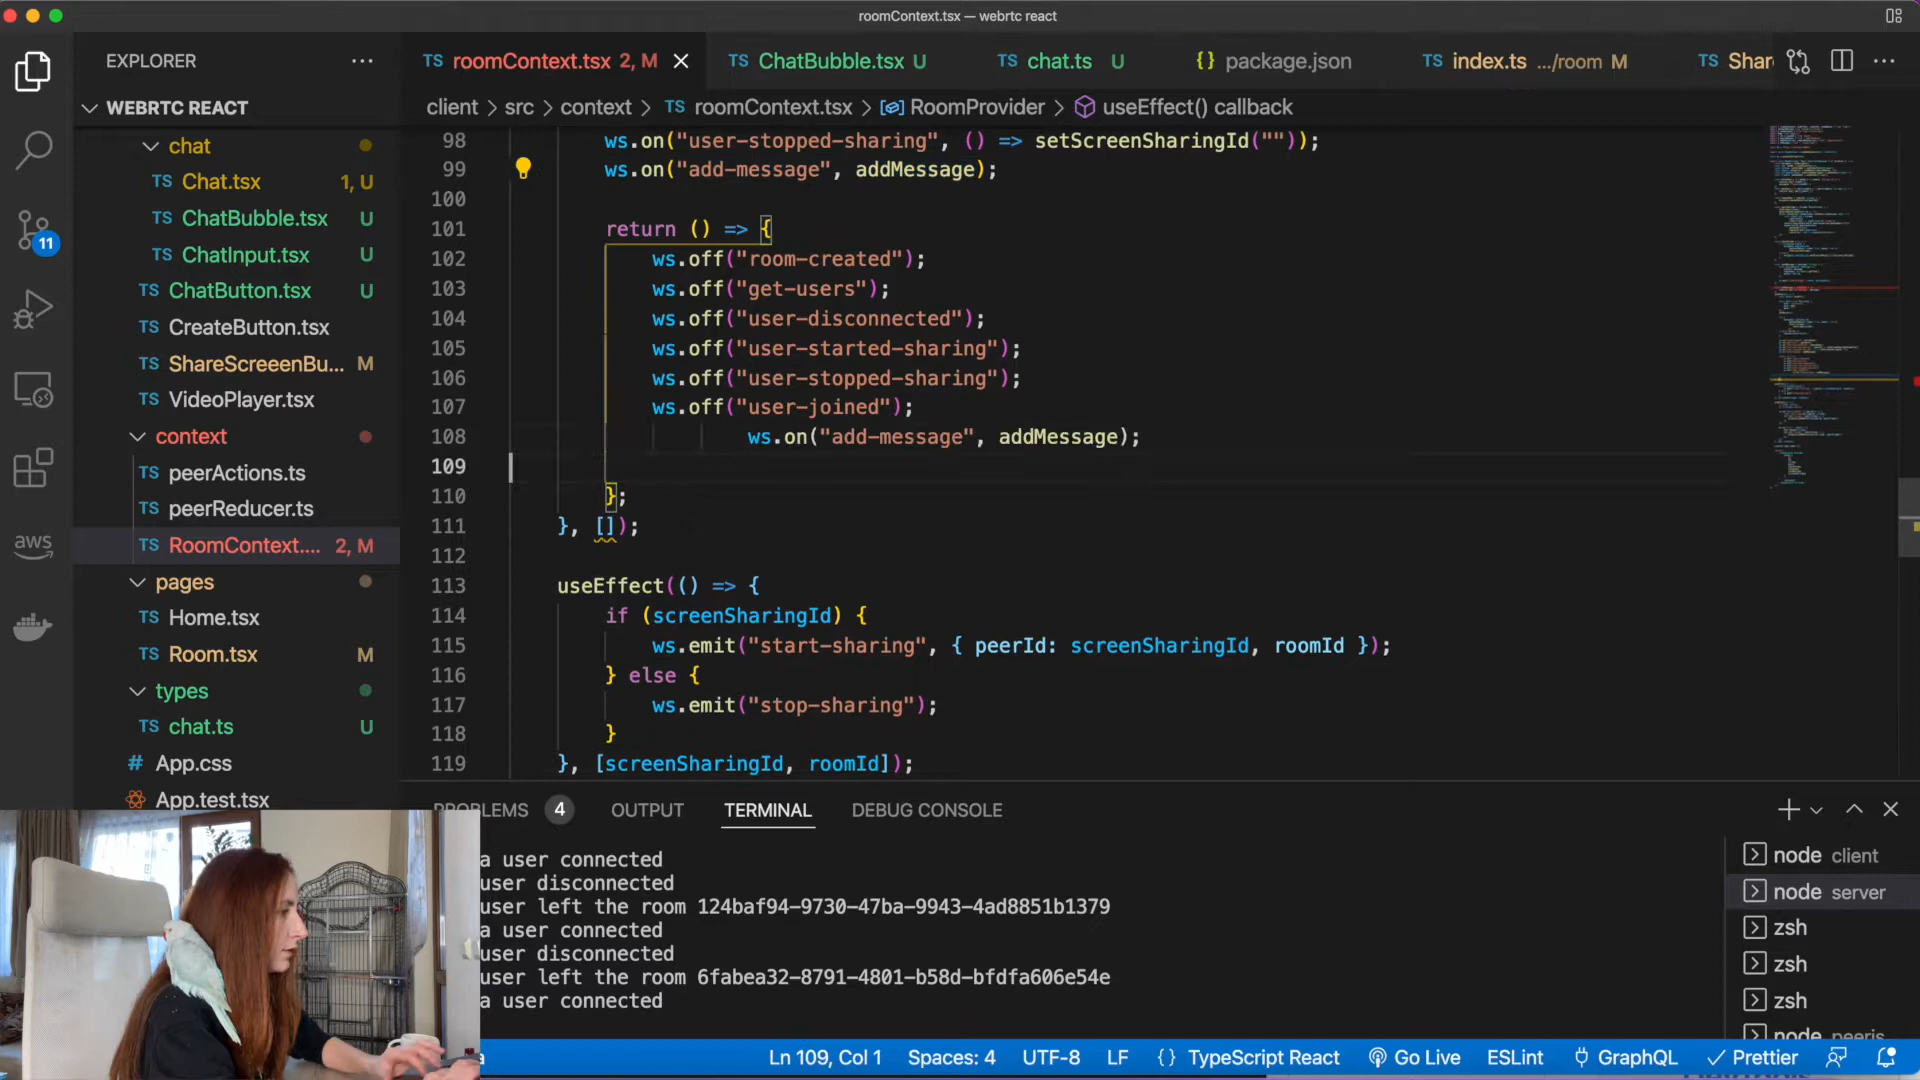 roomContext.tsx — webrtc react
EXPLORER
roomContext.tsx 2, M
ChatBubble.tsx U
chat.ts U
package.json
index.ts .../room M
client > src > context > roomContext.tsx > RoomProvider > useEffect() callback
WEBRTC REACT
chat
Chat.tsx 1, U
ChatBubble.tsx U
ChatInput.tsx U
ChatButton.tsx U
CreateButton.tsx
ShareScreeenBu... M
VideoPlayer.tsx
context
peerActions.ts
peerReducer.ts
RoomContext.... 2, M
pages
Home.tsx
Room.tsx M
types
chat.ts U
App.css
App.test.tsx
11
aws
98 ws.on("user-stopped-sharing", () => setScreenSharingId(""));
99 ws.on("add-message", addMessage);
100
101 return () => {
102 ws.off("room-created");
103 ws.off("get-users");
104 ws.off("user-disconnected");
105 ws.off("user-started-sharing");
106 ws.off("user-stopped-sharing");
107 ws.off("user-joined");
108 ws.on("add-message", addMessage);
109
110 };
111 }, []);
112
113 useEffect(() => {
114 if (screenSharingId) {
115 ws.emit("start-sharing", { peerId: screenSharingId, roomId });
116 } else {
117 ws.emit("stop-sharing");
118 }
119 }, [screenSharingId, roomId]);
PROBLEMS 4 OUTPUT TERMINAL DEBUG CONSOLE
a user connected
user disconnected
user left the room 124baf94-9730-47ba-9943-4ad8851b1379
a user connected
user disconnected
user left the room 6fabea32-8791-4801-b58d-bfdfa606e54e
a user connected
node client
node server
zsh
zsh
zsh
Ln 109, Col 1 Spaces: 4 UTF-8 LF {} TypeScript React Go Live ESLint GraphQL Prettier